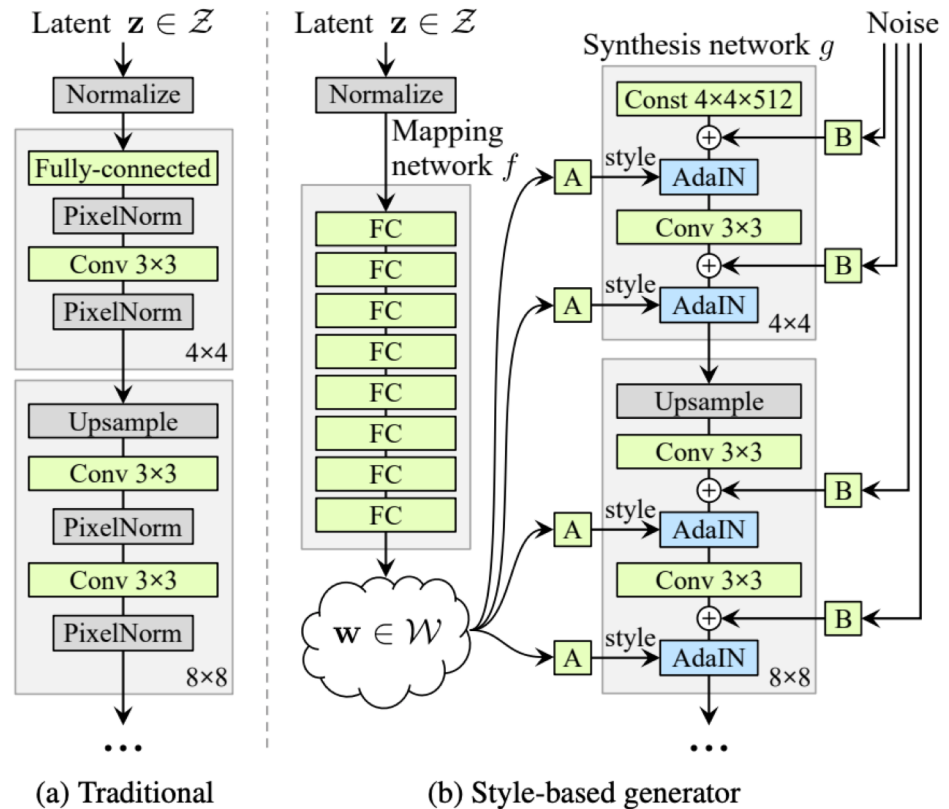 Latent z ∈ Z
Normalize
Fully-connected
PixelNorm
Conv 3×3
PixelNorm
4×4
Upsample
Conv 3×3
PixelNorm
Conv 3×3
PixelNorm
8×8
...
(a) Traditional
Latent z ∈ Z
Normalize
Mapping
network f
FC
FC
FC
FC
FC
FC
FC
FC
w ∈ W
A
style
A
style
A
style
A
style
Synthesis network g
Const 4×4×512
+
AdaIN
Conv 3×3
+
AdaIN
4×4
Upsample
Conv 3×3
+
AdaIN
Conv 3×3
+
AdaIN
8×8
...
Noise
B
B
B
B
(b) Style-based generator